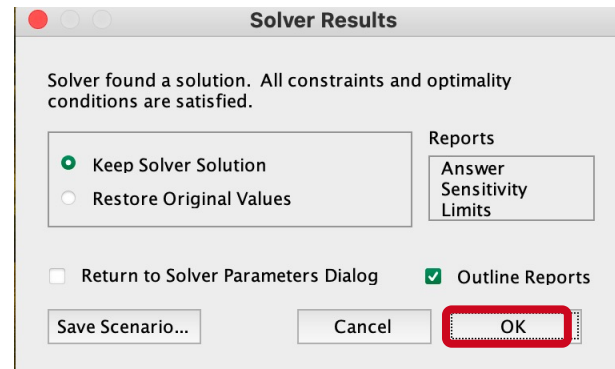 Solver Results
Solver found a solution. All constraints and optimality
conditions are satisfied.
Keep Solver Solution
Restore Original Values
Reports
Answer
Sensitivity
Limits
Return to Solver Parameters Dialog
Outline Reports
Save Scenario...
Cancel
OK